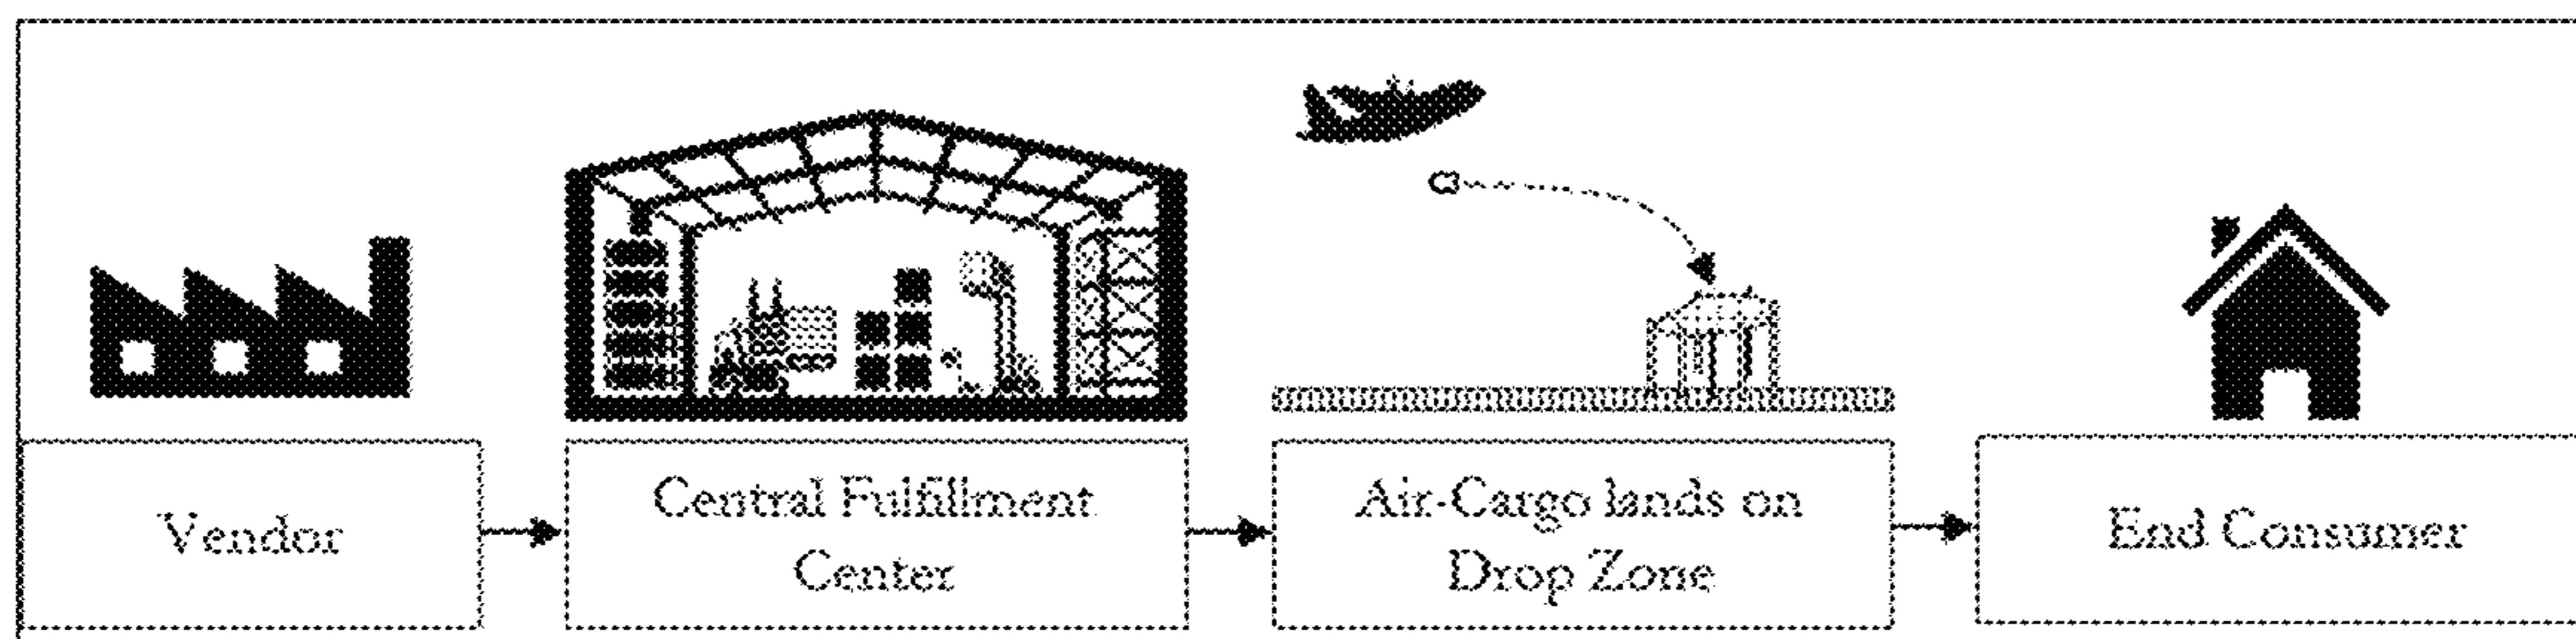 Vendor
Central Fulfillment
Center
Air-Cargo lands on
Drop Zone
End Consumer